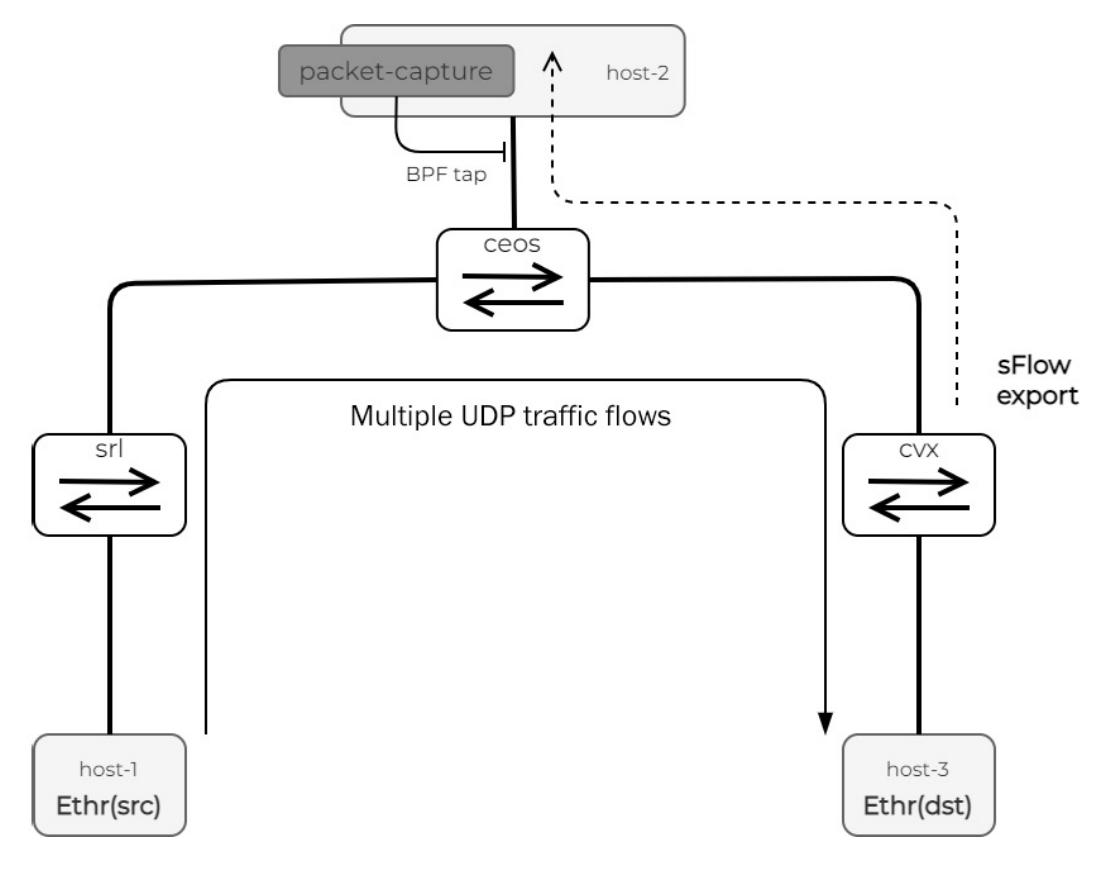 packet-capture
host-2
BPF tap
ceos
sFlow
export
Multiple UDP traffic flows
srl
cvx
host-1
Ethr(src)
host-3
Ethr(dst)